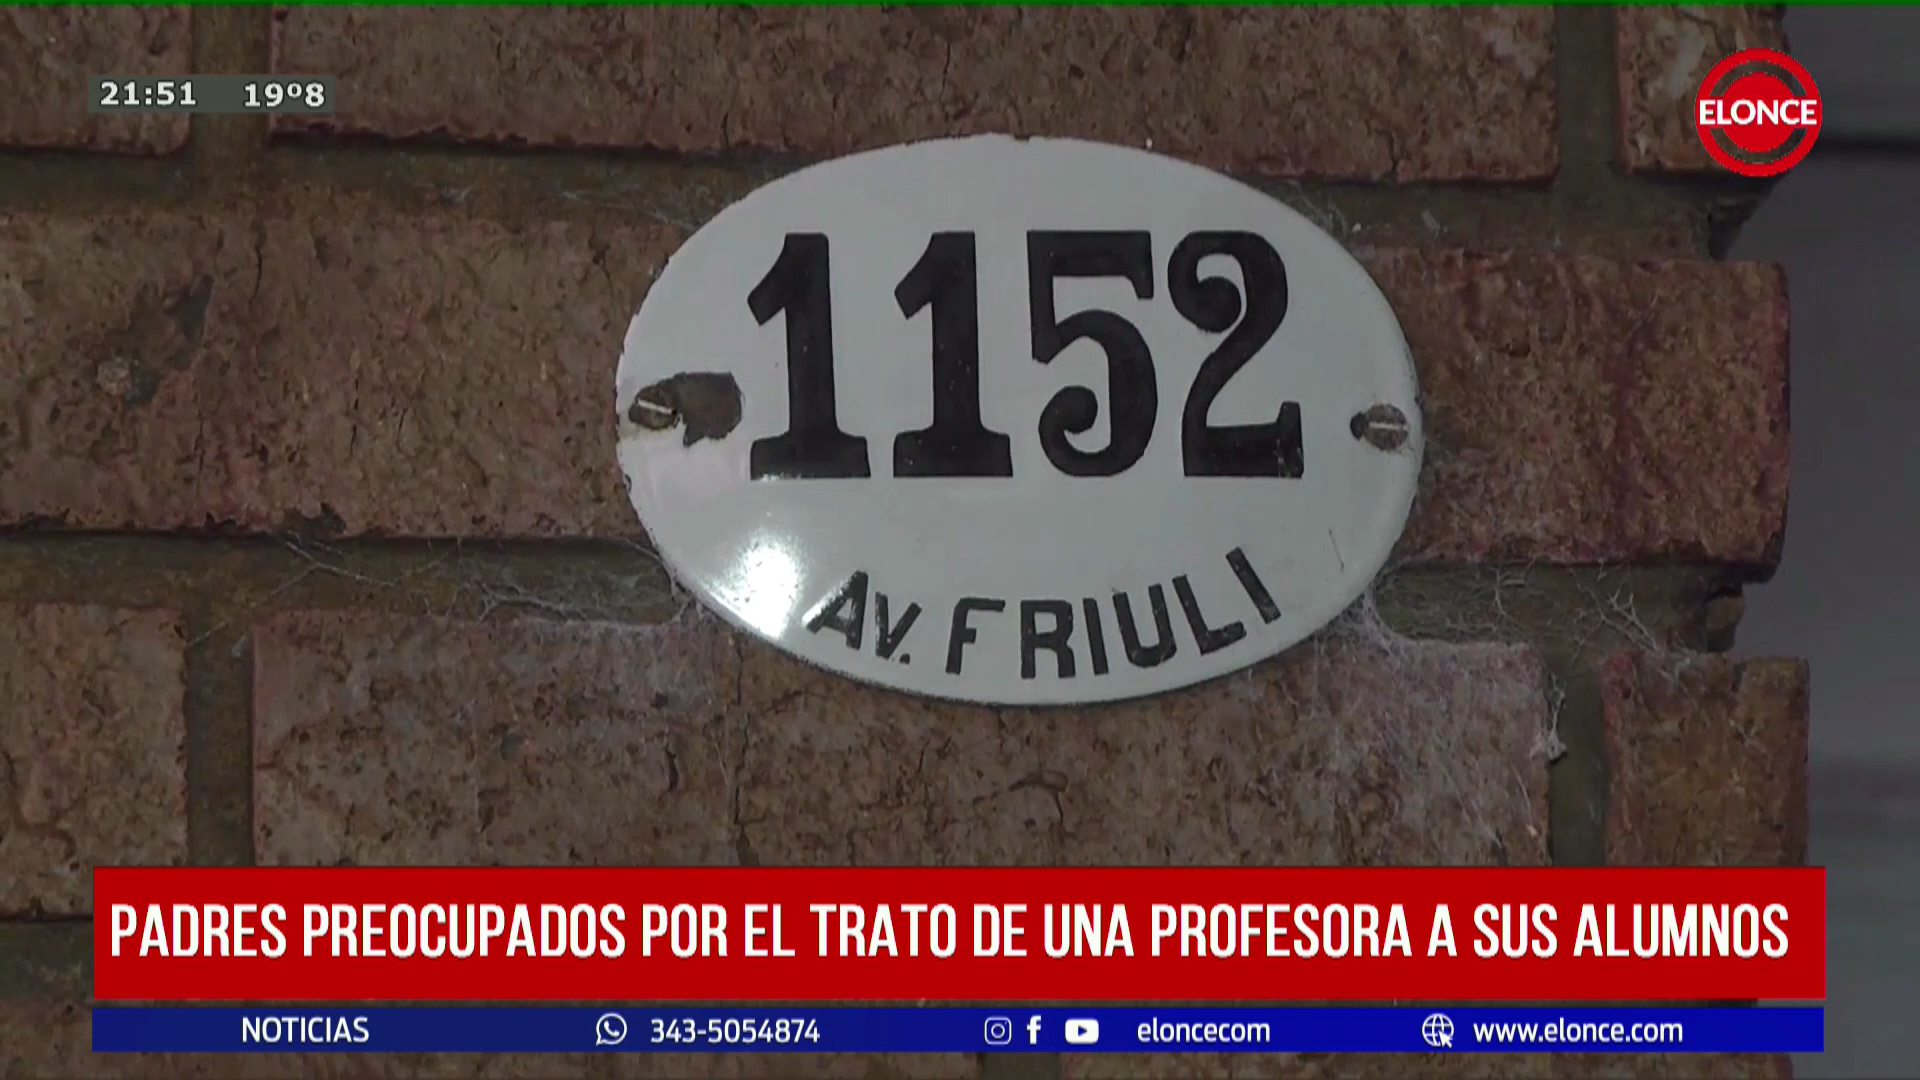 21:51 19º8
ELONCE
1152
AV. FRIULI
PADRES PREOCUPADOS POR EL TRATO DE UNA PROFESORA A SUS ALUMNOS
NOTICIAS 343-5054874 eloncecom www.elonce.com